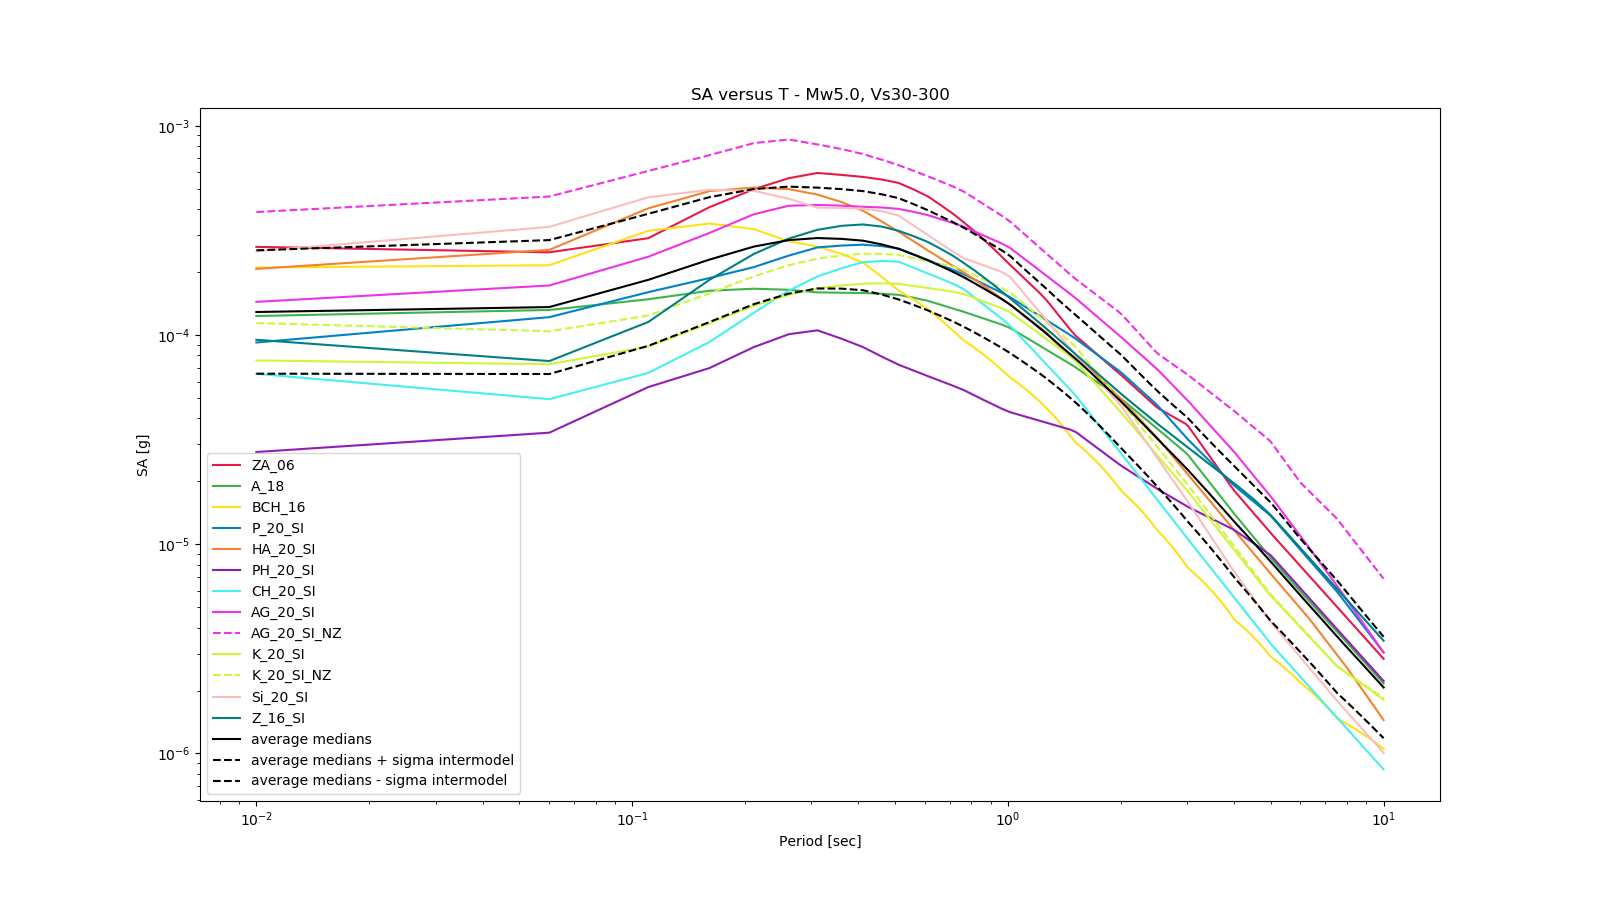 SA versus T - Mw5.0, Vs30-300
10⁻³
10⁻⁴
10⁻⁵
10⁻⁶
SA [g]
ZA_06
A_18
BCH_16
P_20_SI
HA_20_SI
PH_20_SI
CH_20_SI
AG_20_SI
AG_20_SI_NZ
K_20_SI
K_20_SI_NZ
Si_20_SI
Z_16_SI
average medians
average medians + sigma intermodel
average medians - sigma intermodel
10⁻² 10⁻¹ 10⁰ 10¹
Period [sec]